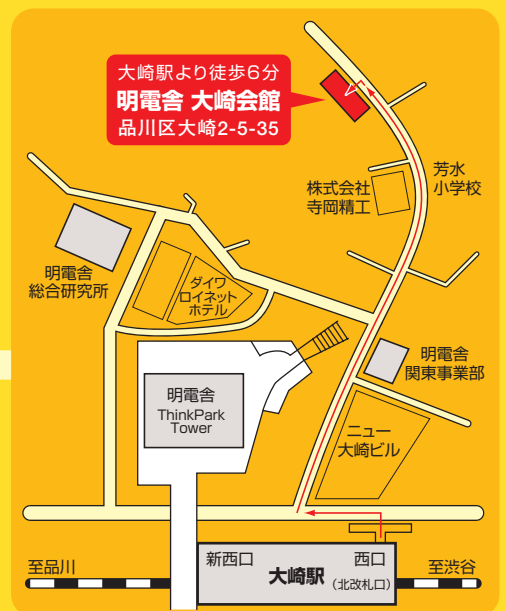 大崎駅より徒歩6分
明電舎 大崎会館
品川区大崎2-5-35
芳水
小学校
株式会社
寺岡精工
明電舎
総合研究所
ダイワ
ロイネット
ホテル
明電舎
関東事業部
明電舎
ThinkPark
Tower
ニュー
大崎ビル
新西口
西口
大崎駅
(北改札口)
至品川
至渋谷